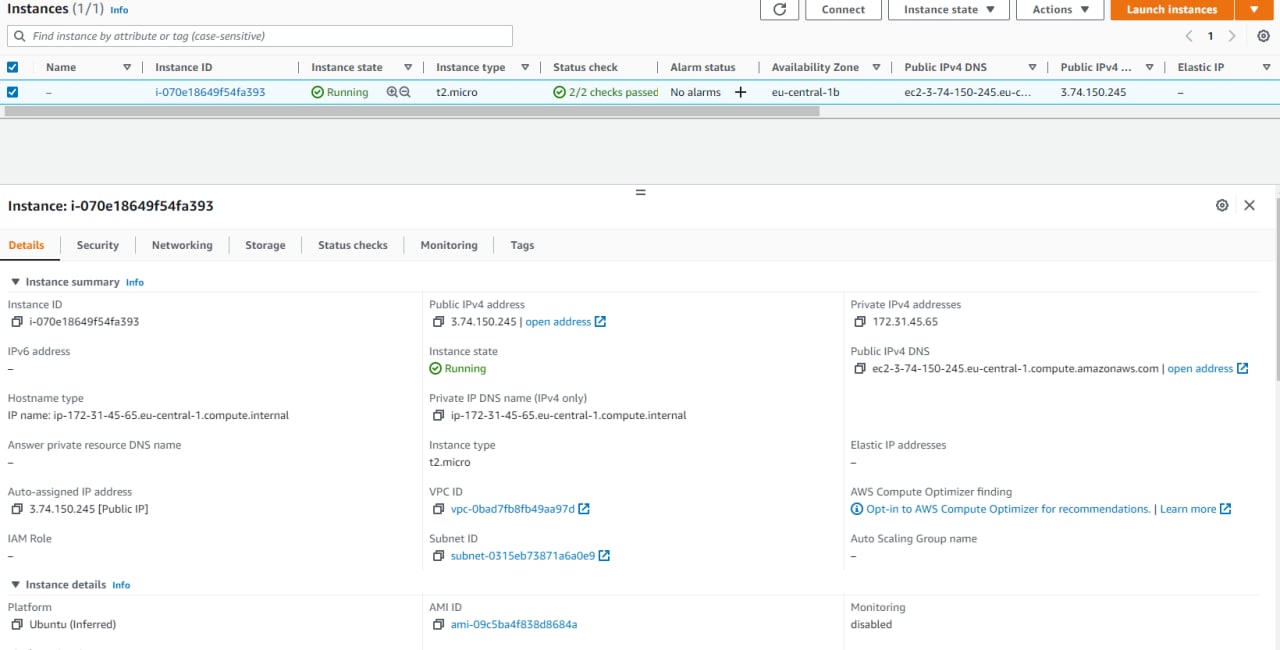 Instances (1/1) Info
Connect
Instance state
Actions
Launch instances
Find instance by attribute or tag (case-sensitive)
1
Name
Instance ID
Instance state
Instance type
Status check
Alarm status
Availability Zone
Public IPv4 DNS
Public IPv4 ...
Elastic IP
–
i-070e18649f54fa393
Running
t2.micro
2/2 checks passed
No alarms
eu-central-1b
ec2-3-74-150-245.eu-c...
3.74.150.245
–
Instance: i-070e18649f54fa393
Details
Security
Networking
Storage
Status checks
Monitoring
Tags
Instance summary Info
Instance ID
i-070e18649f54fa393
Public IPv4 address
3.74.150.245 | open address
Private IPv4 addresses
172.31.45.65
IPv6 address
–
Instance state
Running
Public IPv4 DNS
ec2-3-74-150-245.eu-central-1.compute.amazonaws.com | open address
Hostname type
IP name: ip-172-31-45-65.eu-central-1.compute.internal
Private IP DNS name (IPv4 only)
ip-172-31-45-65.eu-central-1.compute.internal
Answer private resource DNS name
–
Instance type
t2.micro
Elastic IP addresses
–
Auto-assigned IP address
3.74.150.245 [Public IP]
VPC ID
vpc-0bad7fb8fb49aa97d
AWS Compute Optimizer finding
Opt-in to AWS Compute Optimizer for recommendations. | Learn more
IAM Role
–
Subnet ID
subnet-0315eb73871a6a0e9
Auto Scaling Group name
–
Instance details Info
Platform
Ubuntu (Inferred)
AMI ID
ami-09c5ba4f838d8684a
Monitoring
disabled